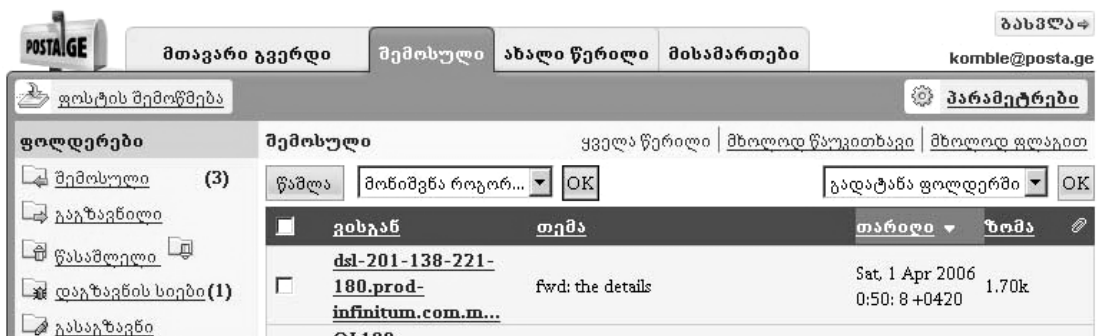 გასვლა
POSTA.GE
მთავარი გვერდი შემოსული ახალი წერილი მისამართები
komble@posta.ge
ფოსტის შემოწმება პარამეტრები
ფოლდერები
შემოსული (3)
გაგზავნილი
წასაშლელი
დაგზავნის სიები(1)
გასაგზავნი
შემოსული ყველა წერილი | მხოლოდ წაუკითხავი | მხოლოდ ფლაგით
წაშლა მონიშვნა როგორ... OK გადატანა ფოლდერში OK
ვისგან თემა თარიღი ზომა
dsl-201-138-221-
180.prod-
infinitum.com.m...
fwd: the details
Sat, 1 Apr 2006
0:50: 8 +0420
1.70k